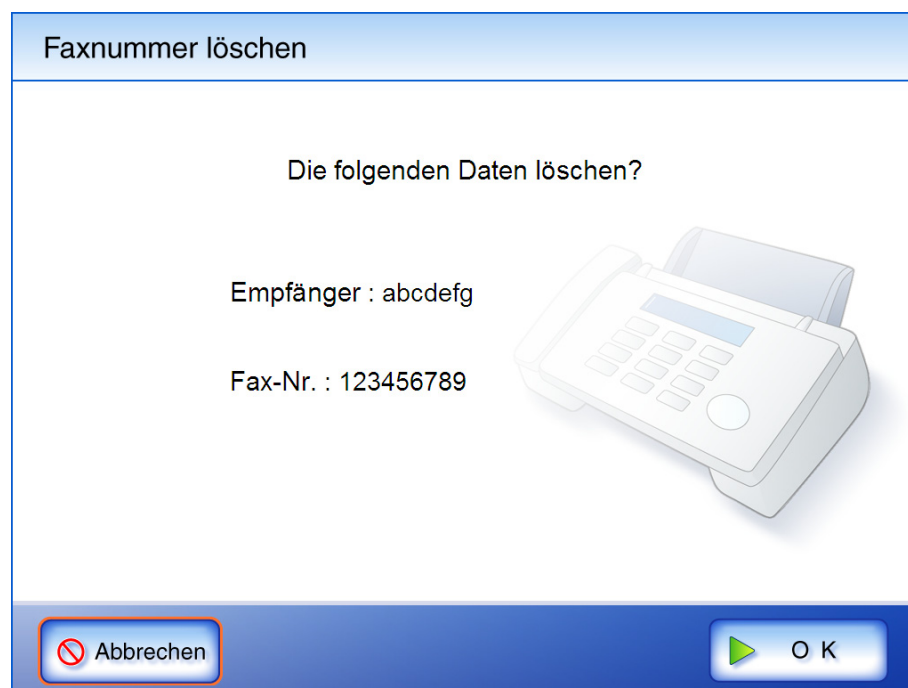 Faxnummer löschen
Die folgenden Daten löschen?
Empfänger : abcdefg
Fax-Nr. : 123456789
Abbrechen
O K